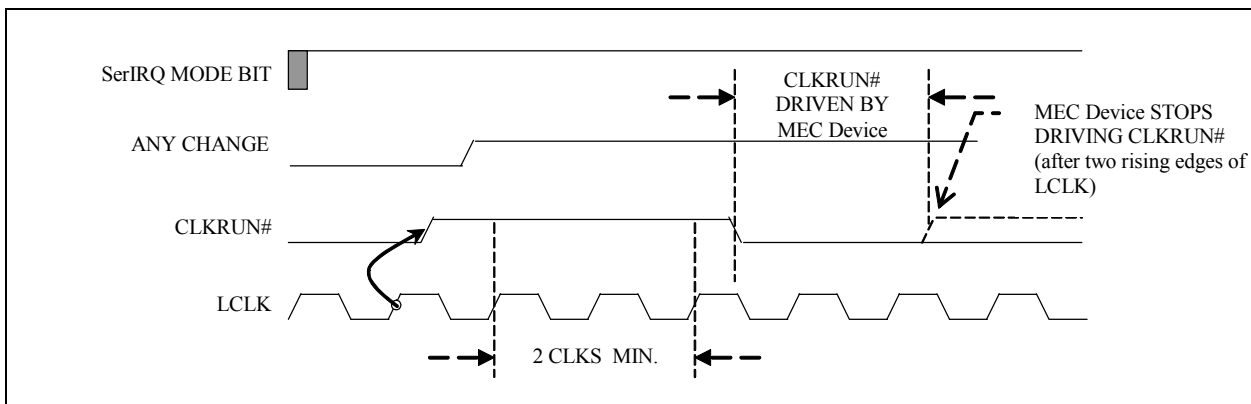 SerIRQ MODE BIT
CLKRUN#
DRIVEN BY
MEC Device
MEC Device STOPS
DRIVING CLKRUN#
(after two rising edges of
LCLK)
ANY CHANGE
CLKRUN#
LCLK
2 CLKS MIN.